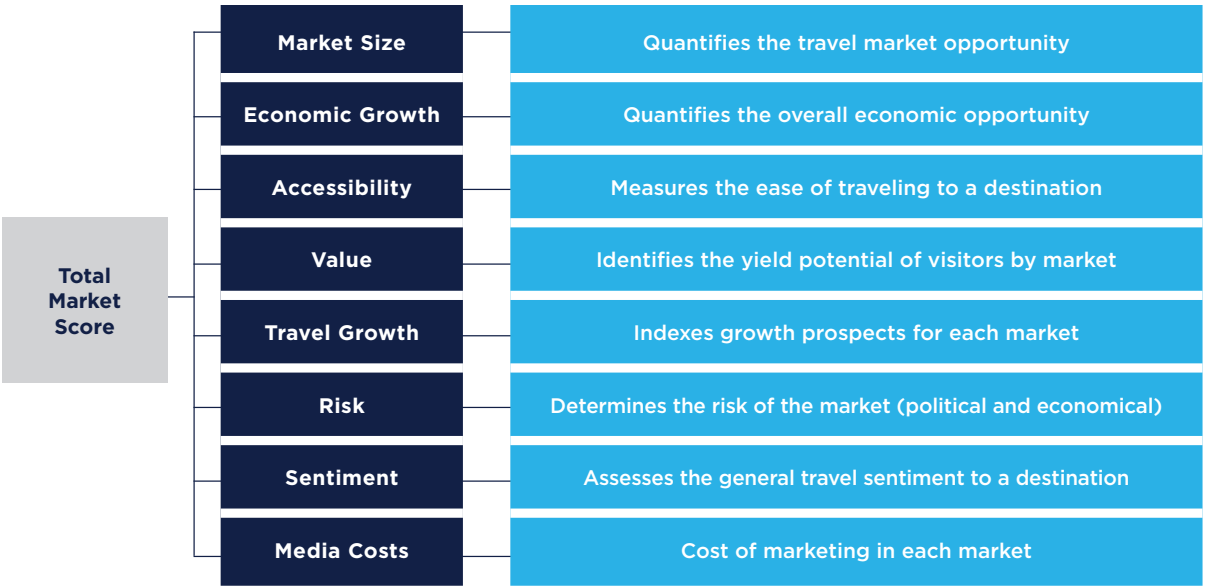 Total
Market
Score
Market Size
Quantifies the travel market opportunity
Economic Growth
Quantifies the overall economic opportunity
Accessibility
Measures the ease of traveling to a destination
Value
Identifies the yield potential of visitors by market
Travel Growth
Indexes growth prospects for each market
Risk
Determines the risk of the market (political and economical)
Sentiment
Assesses the general travel sentiment to a destination
Media Costs
Cost of marketing in each market